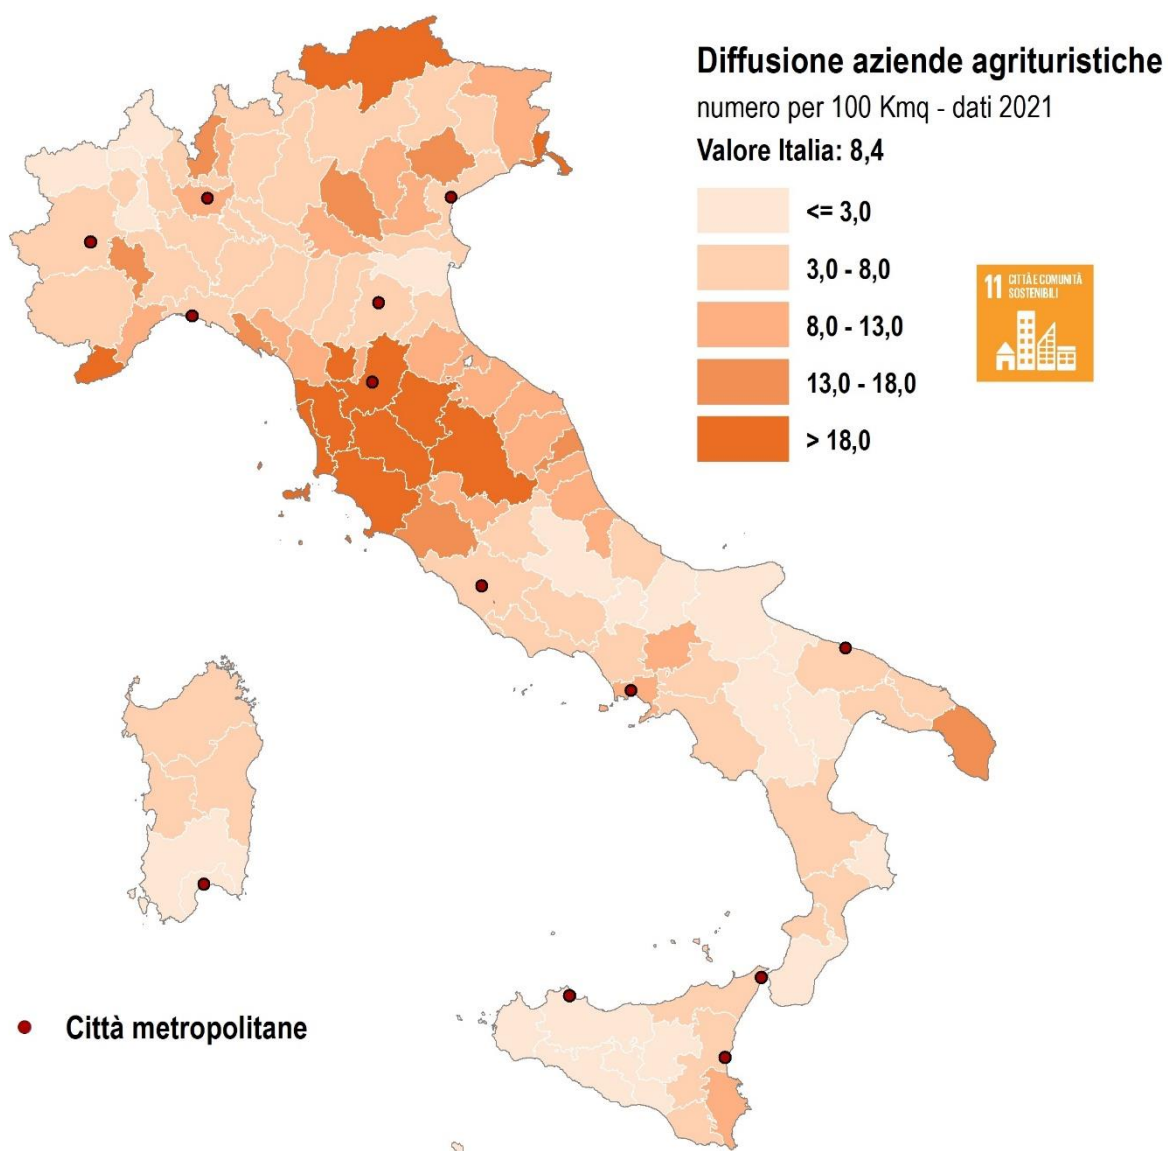 Diffusione aziende agrituristiche
numero per 100 Kmq - dati 2021
Valore Italia: 8,4
<= 3,0
3,0 - 8,0
8,0 - 13,0
13,0 - 18,0
> 18,0
11 CITTÀ E COMUNITÀ
SOSTENIBILI
Città metropolitane